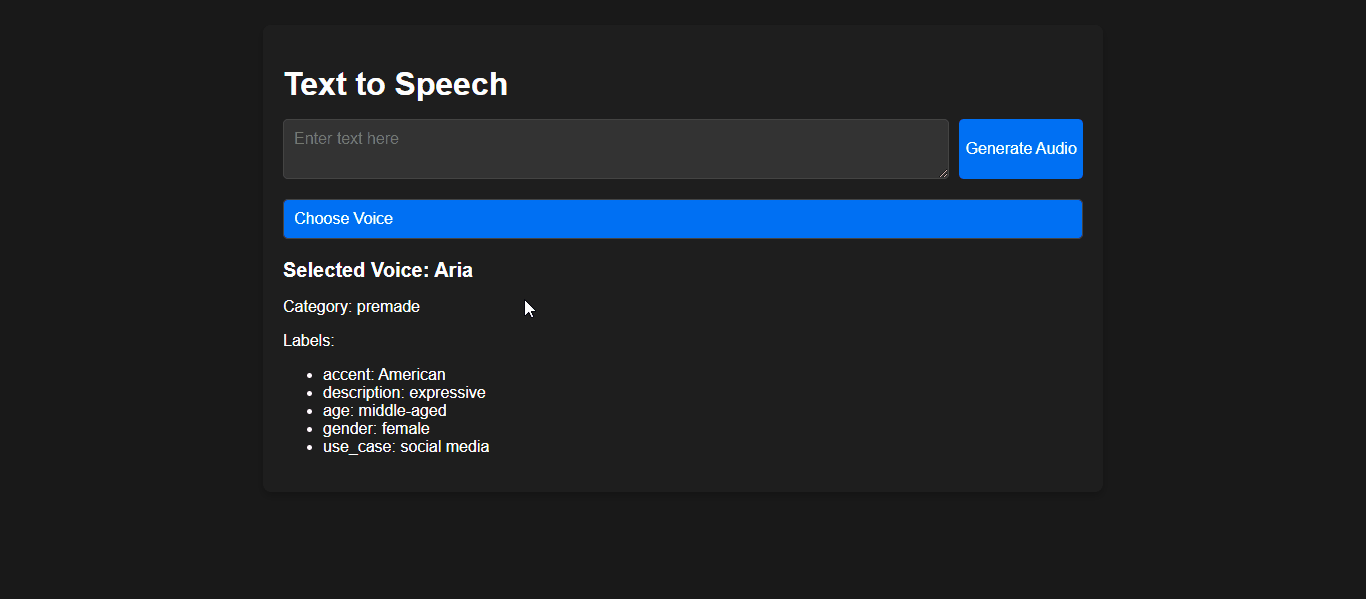 Text to Speech
Enter text here
Generate Audio
Choose Voice
Selected Voice: Aria
Category: premade
Labels:
accent: American
description: expressive
age: middle-aged
gender: female
use_case: social media